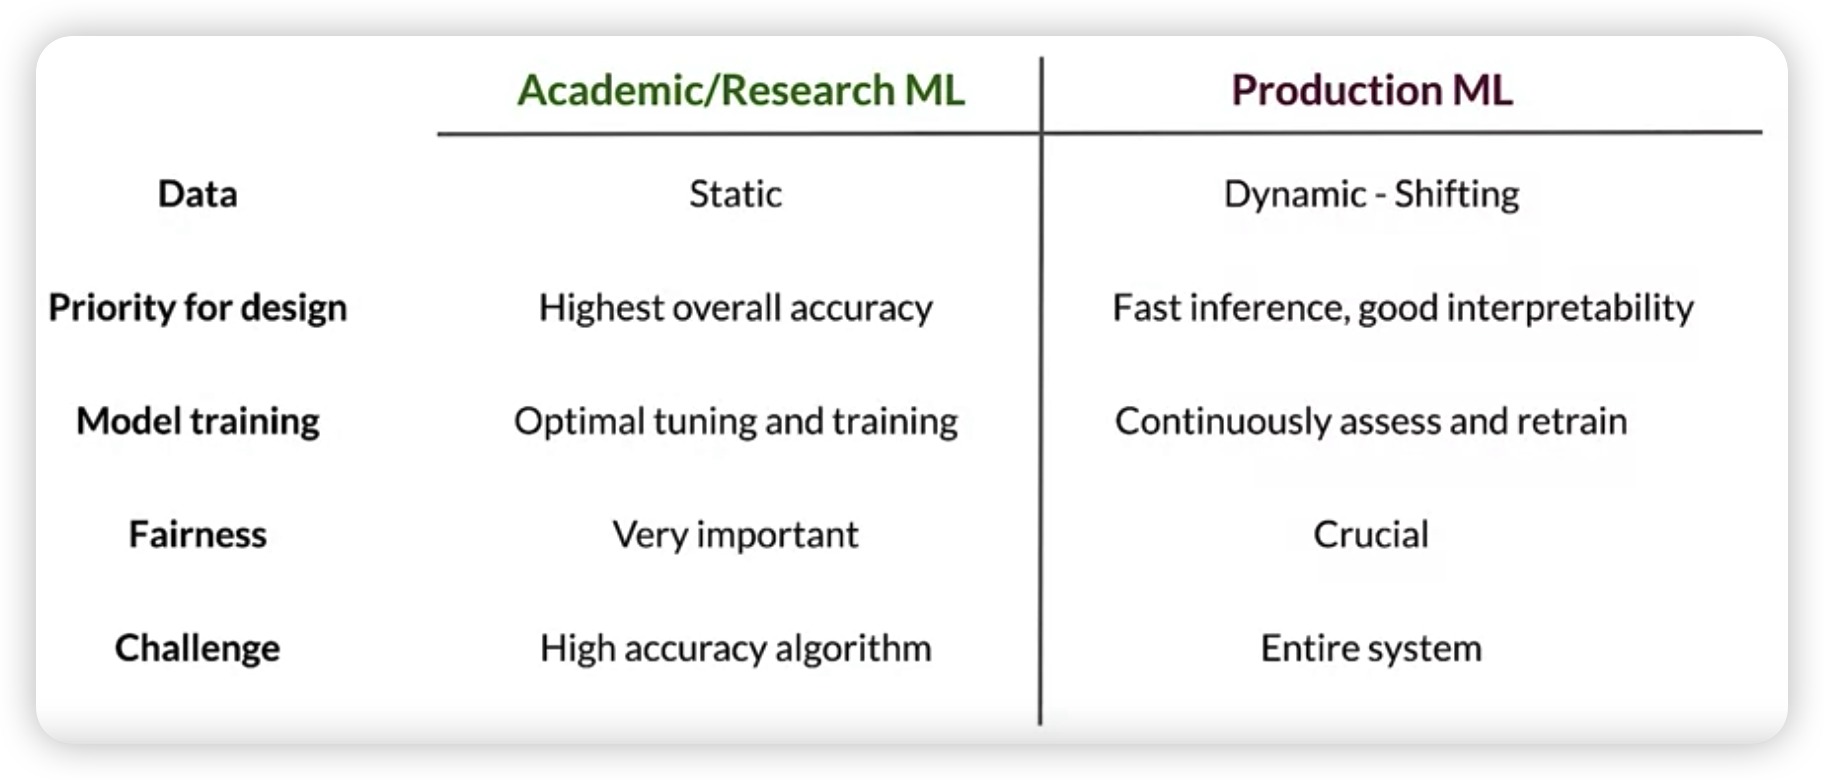 Academic/Research ML Production ML
Data Static Dynamic - Shifting
Priority for design Highest overall accuracy Fast inference, good interpretability
Model training Optimal tuning and training Continuously assess and retrain
Fairness Very important Crucial
Challenge High accuracy algorithm Entire system